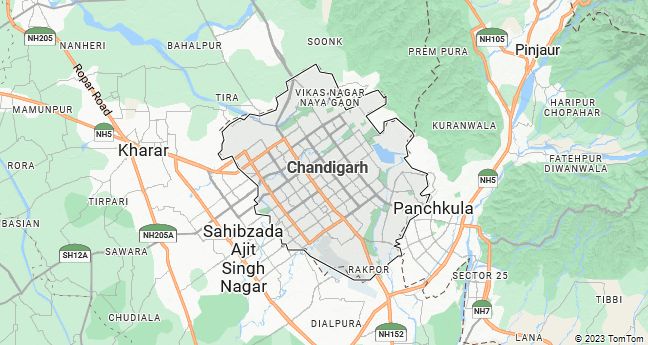 NH205
NANHERI
BAHALPUR
SOONK
PREM PURA
NH105
Pinjaur
Ropar Road
VIKAS NAGAR
NAYA GAON
TIRA
MAMUNPUR
NH5
KURANWALA
HARIPUR
CHOPAHAR
Kharar
Chandigarh
FATEHPUR
DIWANWALA
RORA
NH5
TIRPARI
Panchkula
BASIAN
NH205A
Sahibzada
Ajit
Singh
Nagar
SH12A
SAWARA
RAKPOR
SECTOR 25
TIBBI
CHUDIALA
DIALPURA
NH152
NH7
LANA
© 2023 TomTom